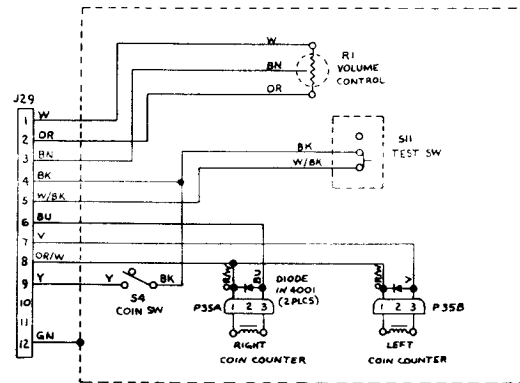 W
R1
VOLUME
CONTROL
BN
OR
J29
1 W
2 OR
3 BN
4 BK
5 W/BK
6 BU
7 V
8 OR/W
9 Y
10
11
12 GN
BK
W/BK
S11
TEST SW
Y
BK
S4
COIN SW
OR/W
BU
DIODE
IN 4001
(2PLCS)
OR/W
V
P35A 1 2 3
1 2 3 P35B
RIGHT
COIN COUNTER
LEFT
COIN COUNTER